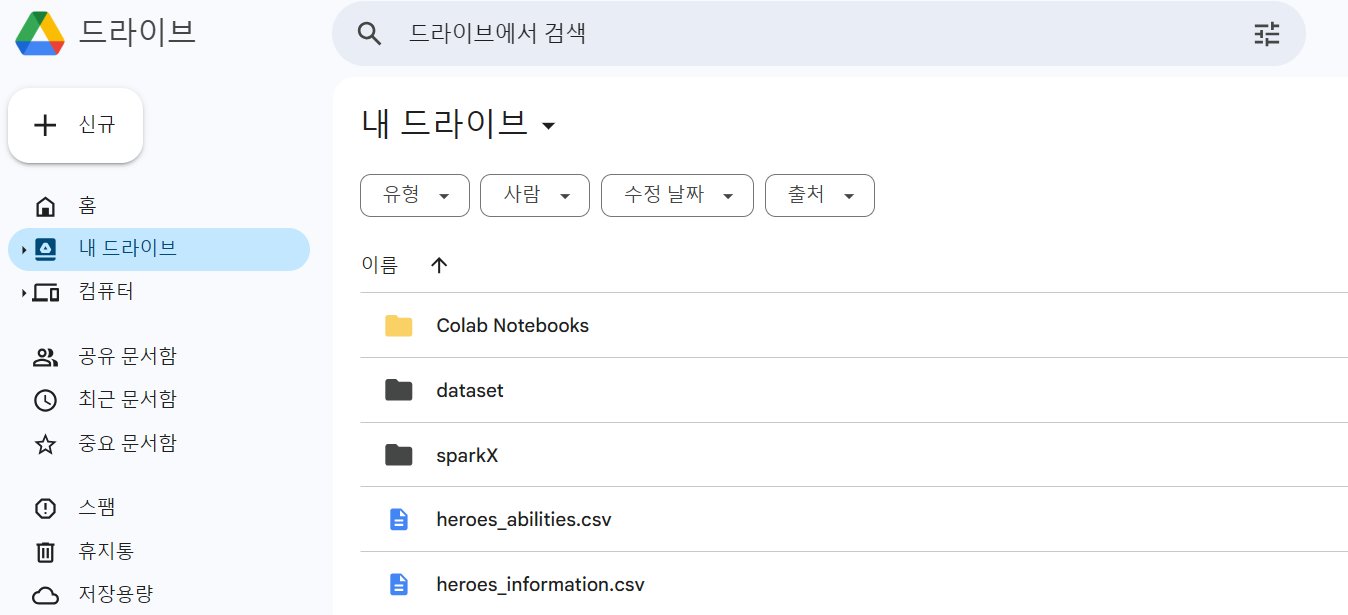 드라이브
드라이브에서 검색
신규
홈
내 드라이브
컴퓨터
공유 문서함
최근 문서함
중요 문서함
스팸
휴지통
저장용량
내 드라이브
유형 사람 수정 날짜 출처
이름
Colab Notebooks
dataset
sparkX
heroes_abilities.csv
heroes_information.csv